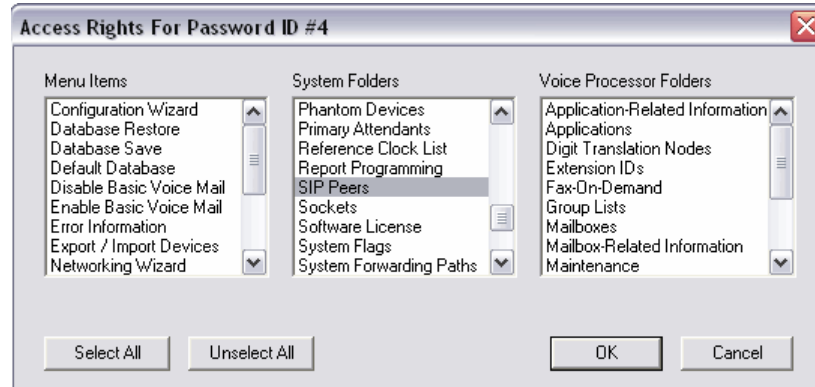 Access Rights For Password ID #4
Menu Items
Configuration Wizard
Database Restore
Database Save
Default Database
Disable Basic Voice Mail
Enable Basic Voice Mail
Error Information
Export / Import Devices
Networking Wizard
System Folders
Phantom Devices
Primary Attendants
Reference Clock List
Report Programming
SIP Peers
Sockets
Software License
System Flags
System Forwarding Paths
Voice Processor Folders
Application-Related Information
Applications
Digit Translation Nodes
Extension IDs
Fax-On-Demand
Group Lists
Mailboxes
Mailbox-Related Information
Maintenance
Select All
Unselect All
OK
Cancel